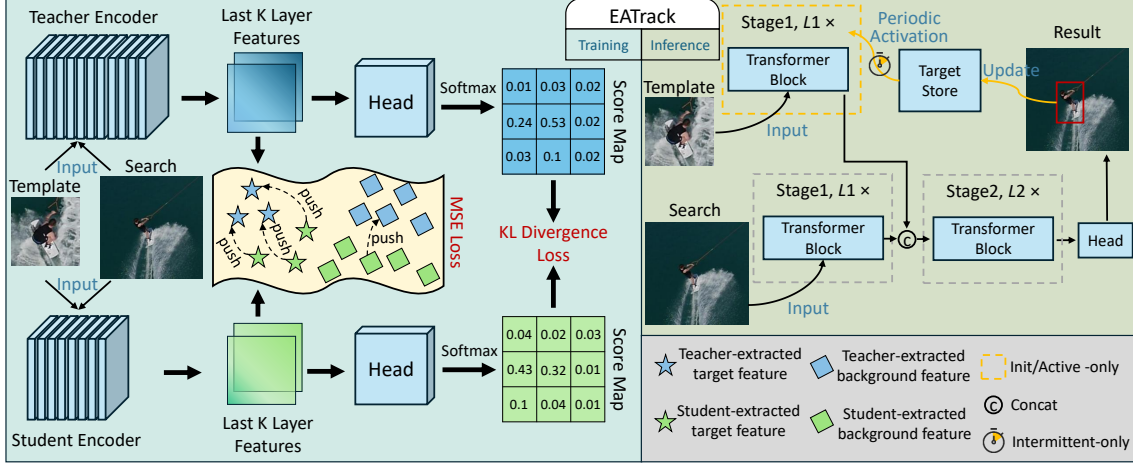 Teacher Encoder
Last K Layer
Features
Head
Softmax
0.01 0.03 0.02
0.24 0.53 0.02
0.03 0.1 0.02
Score Map
Input
Template
Search
Input
push
push
push
push
MSE Loss
KL Divergence
Loss
Student Encoder
Last K Layer
Features
Head
Softmax
0.04 0.02 0.03
0.43 0.32 0.01
0.1 0.04 0.01
Score Map
EATrack
Training
Inference
Stage1, L1 ×
Transformer
Block
Template
Input
Periodic
Activation
Target
Store
Update
Result
Search
Input
Stage1, L1 ×
Transformer
Block
C
Stage2, L2 ×
Transformer
Block
Head
Teacher-extracted
target feature
Teacher-extracted
background feature
Init/Active -only
Student-extracted
target feature
Student-extracted
background feature
C Concat
Intermittent-only